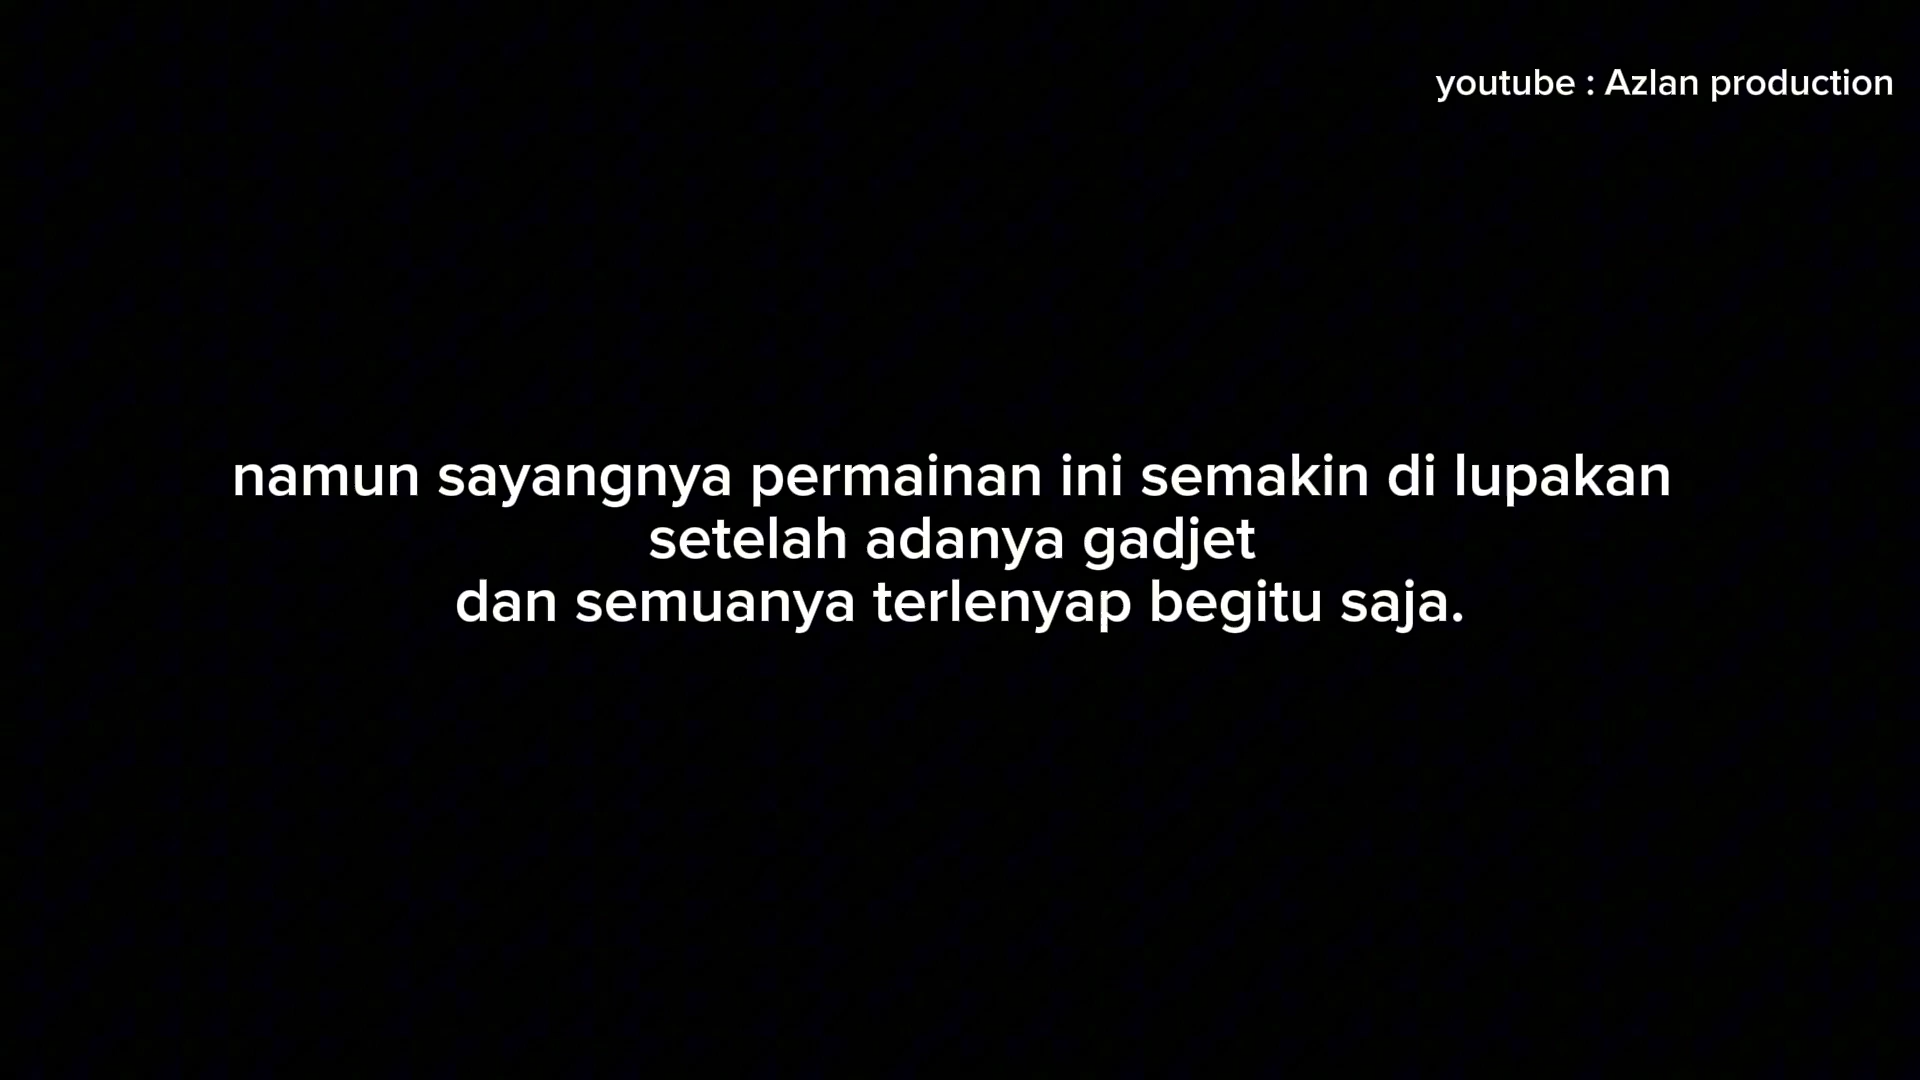 youtube : Azlan production
namun sayangnya permainan ini semakin di lupakan
setelah adanya gadjet
dan semuanya terlenyap begitu saja.